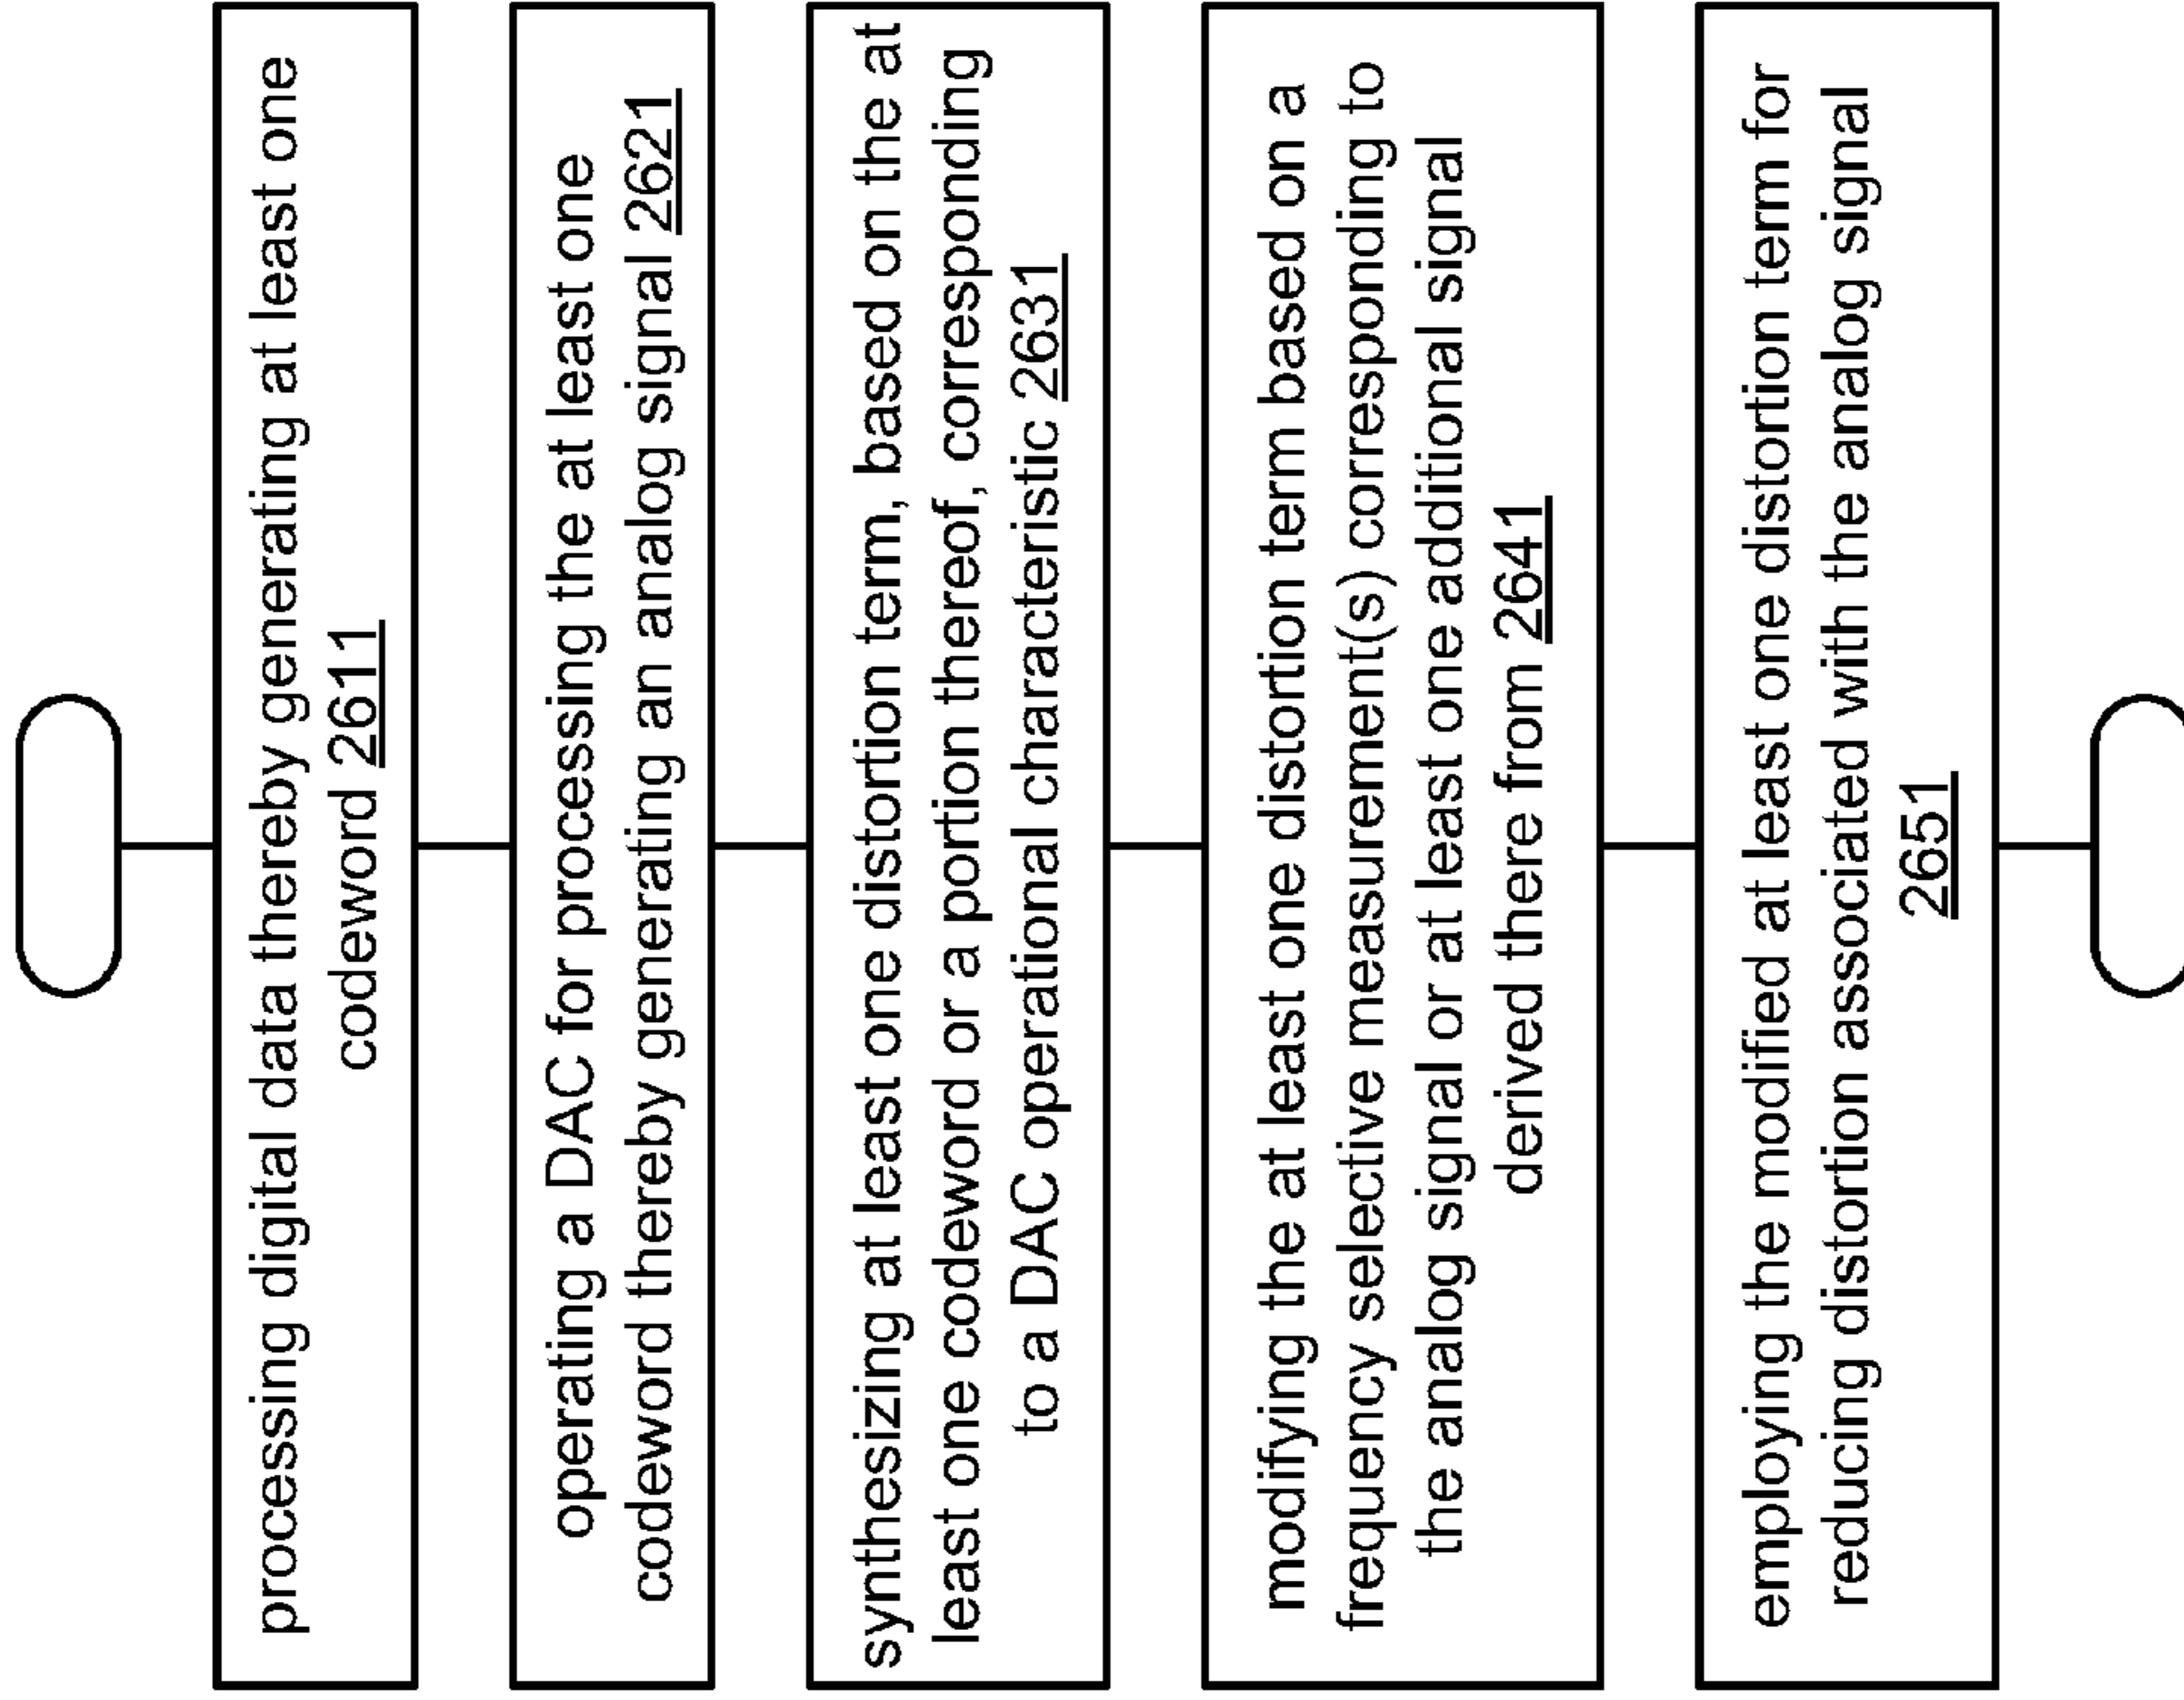 processing digital data thereby generating at least one
codeword 2611
operating a DAC for processing the at least one
codeword thereby generating an analog signal 2621
synthesizing at least one distortion term, based on the at
least one codeword or a portion thereof, corresponding
to a DAC operational characteristic 2631
modifying the at least one distortion term based on a
frequency selective measurement(s) corresponding to
the analog signal or at least one additional signal
derived there from 2641
employing the modified at least one distortion term for
reducing distortion associated with the analog signal
2651